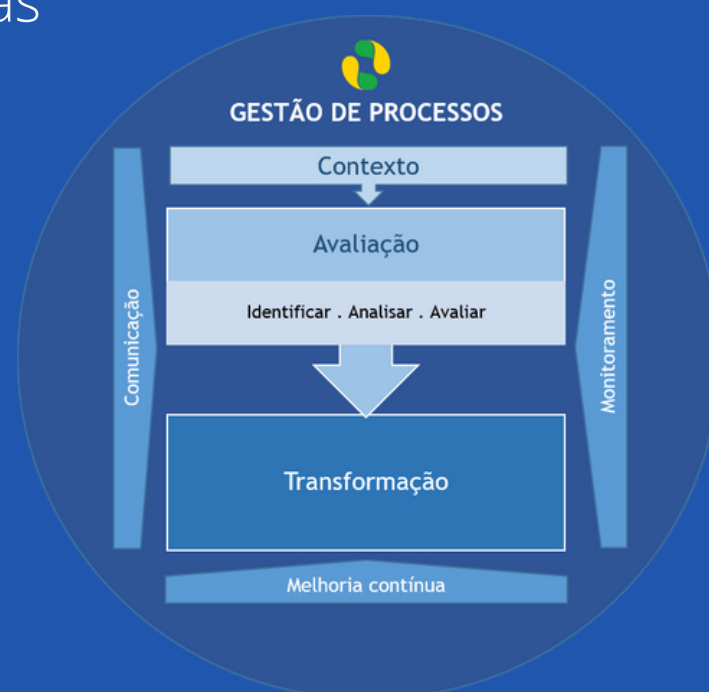 GESTÃO DE PROCESSOS
Contexto
Avaliação
Identificar . Analisar . Avaliar
Comunicação
Monitoramento
Transformação
Melhoria contínua